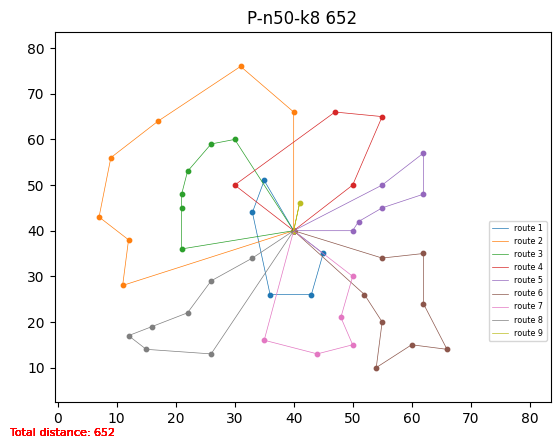 P-n50-k8 652
80
70
60
50
40
30
20
10
0 10 20 30 40 50 60 70 80
route 1
route 2
route 3
route 4
route 5
route 6
route 7
route 8
route 9
Total distance: 652